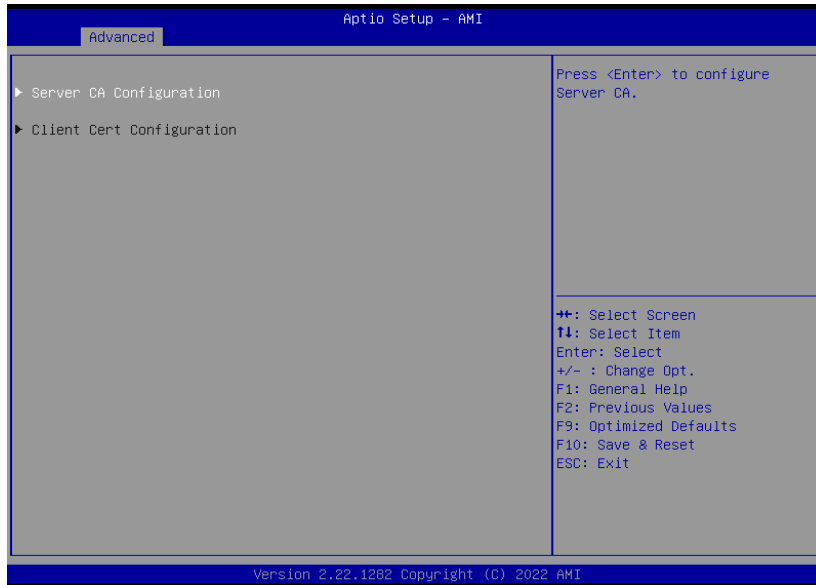 Aptio Setup - AMI
Advanced
▶ Server CA Configuration
▶ Client Cert Configuration
Press <Enter> to configure
Server CA.
→←: Select Screen
↑↓: Select Item
Enter: Select
+/- : Change Opt.
F1: General Help
F2: Previous Values
F9: Optimized Defaults
F10: Save & Reset
ESC: Exit
Version 2.22.1282 Copyright (C) 2022 AMI